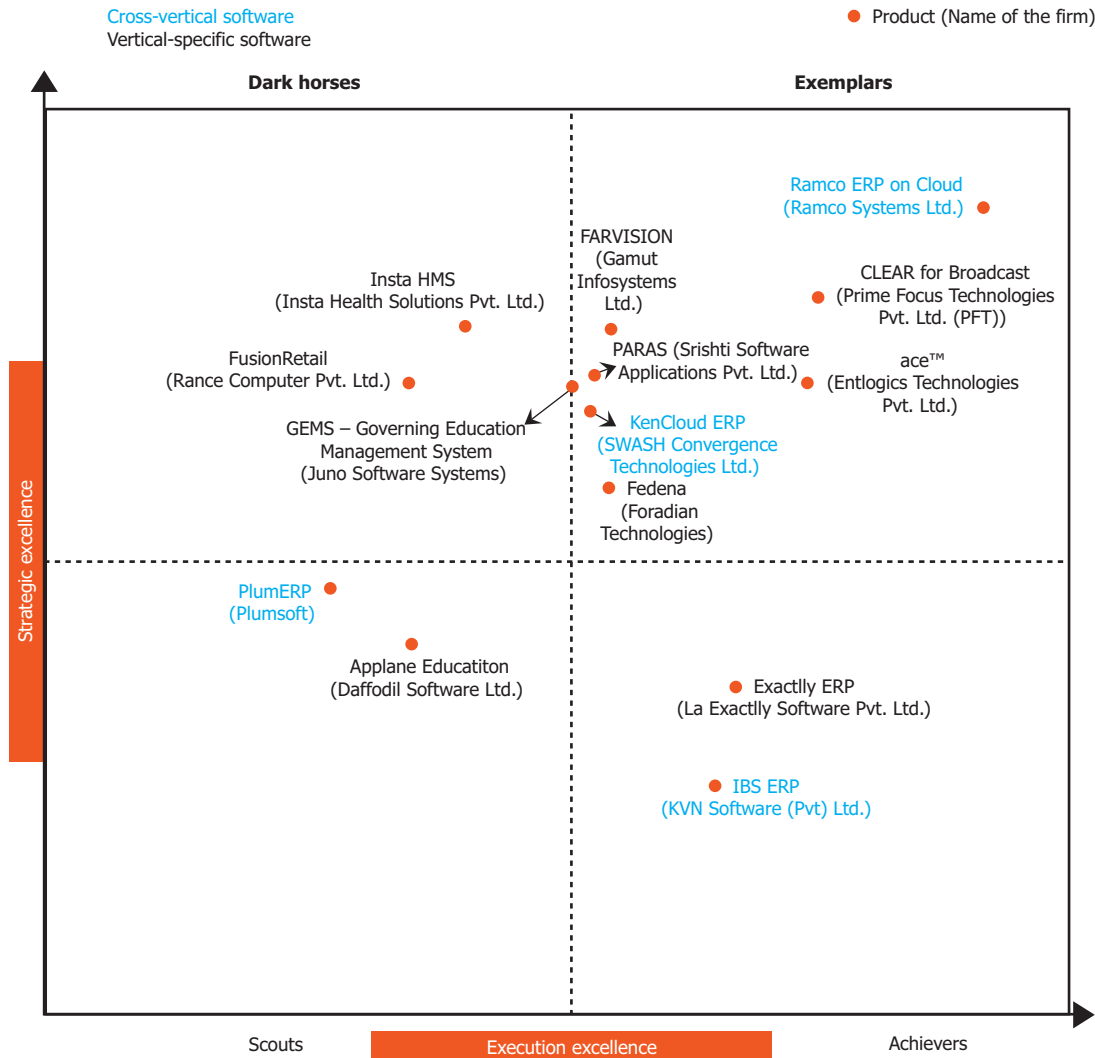 Cross-vertical software
Vertical-specific software
Product (Name of the firm)
Dark horses
Exemplars
Ramco ERP on Cloud
(Ramco Systems Ltd.)
FARVISION
(Gamut
Infosystems
Ltd.)
CLEAR for Broadcast
(Prime Focus Technologies
Pvt. Ltd. (PFT))
Insta HMS
(Insta Health Solutions Pvt. Ltd.)
PARAS (Srishti Software
Applications Pvt. Ltd.)
FusionRetail
(Rance Computer Pvt. Ltd.)
ace™
(Entlogics Technologies
Pvt. Ltd.)
GEMS – Governing Education
Management System
(Juno Software Systems)
KenCloud ERP
(SWASH Convergence
Technologies Ltd.)
Fedena
(Foradian
Technologies)
Strategic excellence
PlumERP
(Plumsoft)
Applane Educatiton
(Daffodil Software Ltd.)
Exactlly ERP
(La Exactlly Software Pvt. Ltd.)
IBS ERP
(KVN Software (Pvt) Ltd.)
Scouts
Execution excellence
Achievers